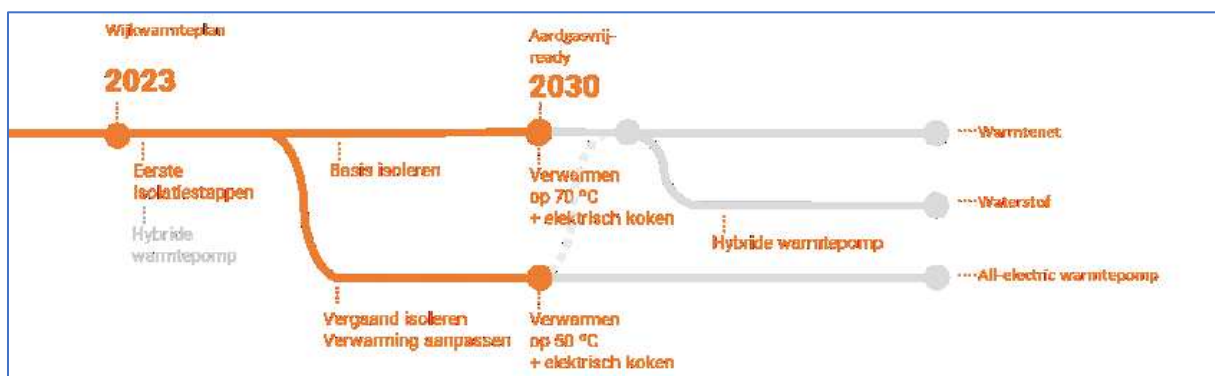 Wijkwarmteplan
2023
Aardgasvrij-
ready
2030
Eerste
isolatiestappen
Hybride
warmtepomp
Basis isoleren
Verwarmen
op 70 °C
+ elektrisch koken
Warmtenet
Waterstof
Hybride warmtepomp
All-electric warmtepomp
Vergaand isoleren
Verwarming aanpassen
Verwarmen
op 50 °C
+ elektrisch koken